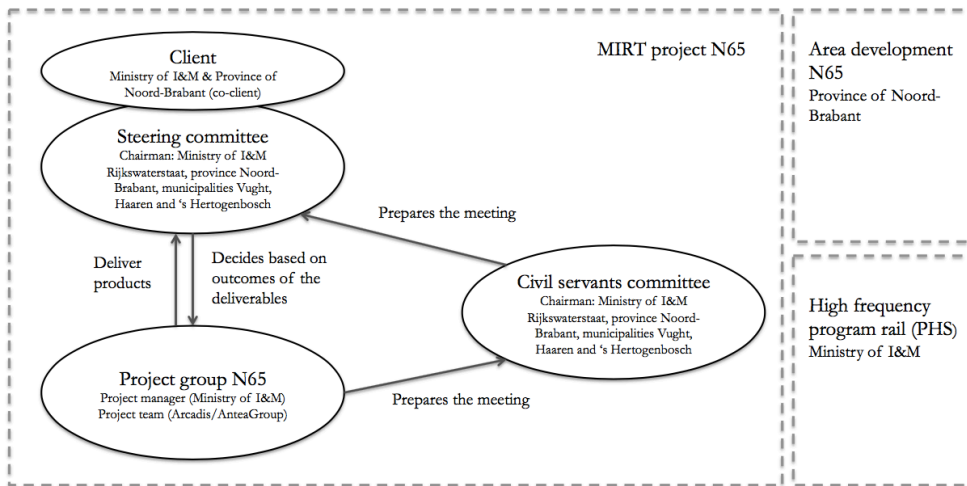 MIRT project N65
Client
Ministry of I&M & Province of
Noord-Brabant (co-client)
Steering committee
Chairman: Ministry of I&M
Rijkswaterstaat, province Noord-
Brabant, municipalities Vught,
Haaren and ‘s Hertogenbosch
Prepares the meeting
Deliver
products
Decides based on
outcomes of the
deliverables
Civil servants committee
Chairman: Ministry of I&M
Rijkswaterstaat, province Noord-
Brabant, municipalities Vught,
Haaren and ‘s Hertogenbosch
Project group N65
Project manager (Ministry of I&M)
Project team (Arcadis/AnteaGroup)
Prepares the meeting
Area development
N65
Province of Noord-
Brabant
High frequency
program rail (PHS)
Ministry of I&M